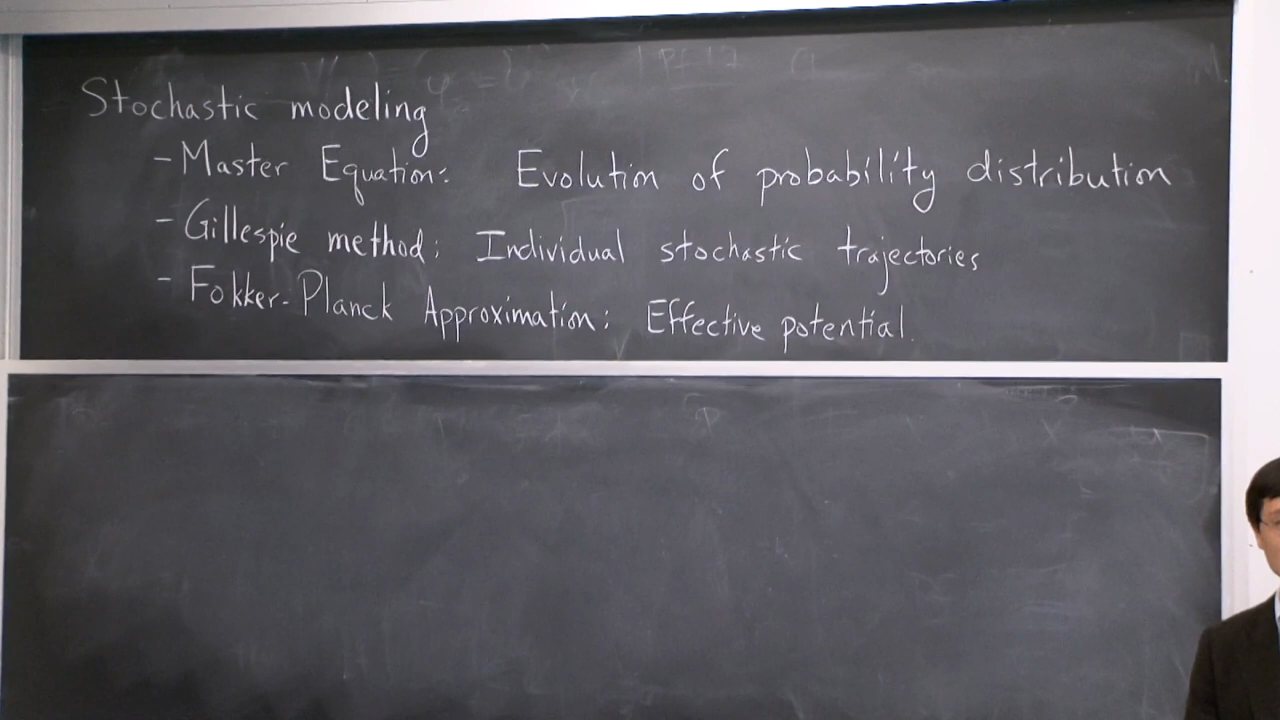 Stochastic modeling
- Master Equation: Evolution of probability distribution
- Gillespie method: Individual stochastic trajectories
- Fokker-Planck Approximation: Effective potential.